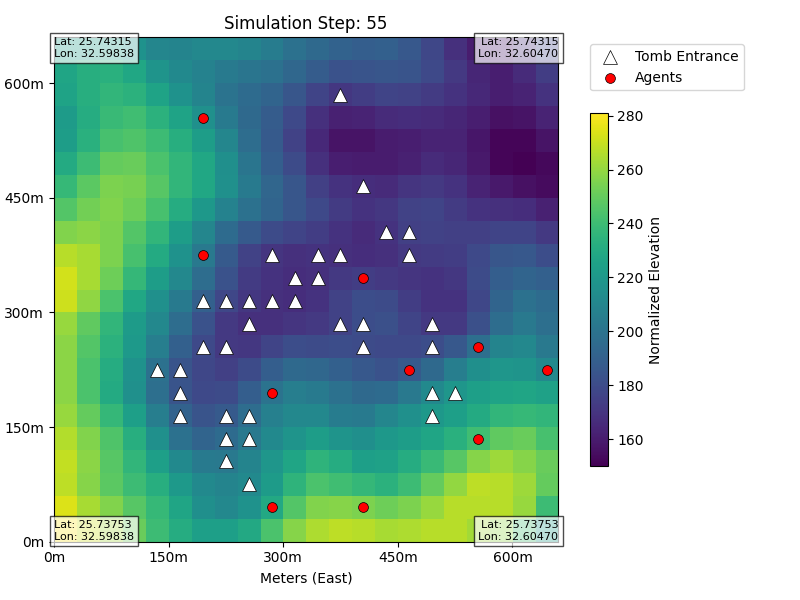 Simulation Step: 55
Lat: 25.74315
Lon: 32.59838
Lat: 25.74315
Lon: 32.60470
Tomb Entrance
Agents
600m
450m
300m
150m
0m
Lat: 25.73753
Lon: 32.59838
Lat: 25.73753
Lon: 32.60470
0m
150m
300m
450m
600m
Meters (East)
280
260
240
220
200
180
160
Normalized Elevation